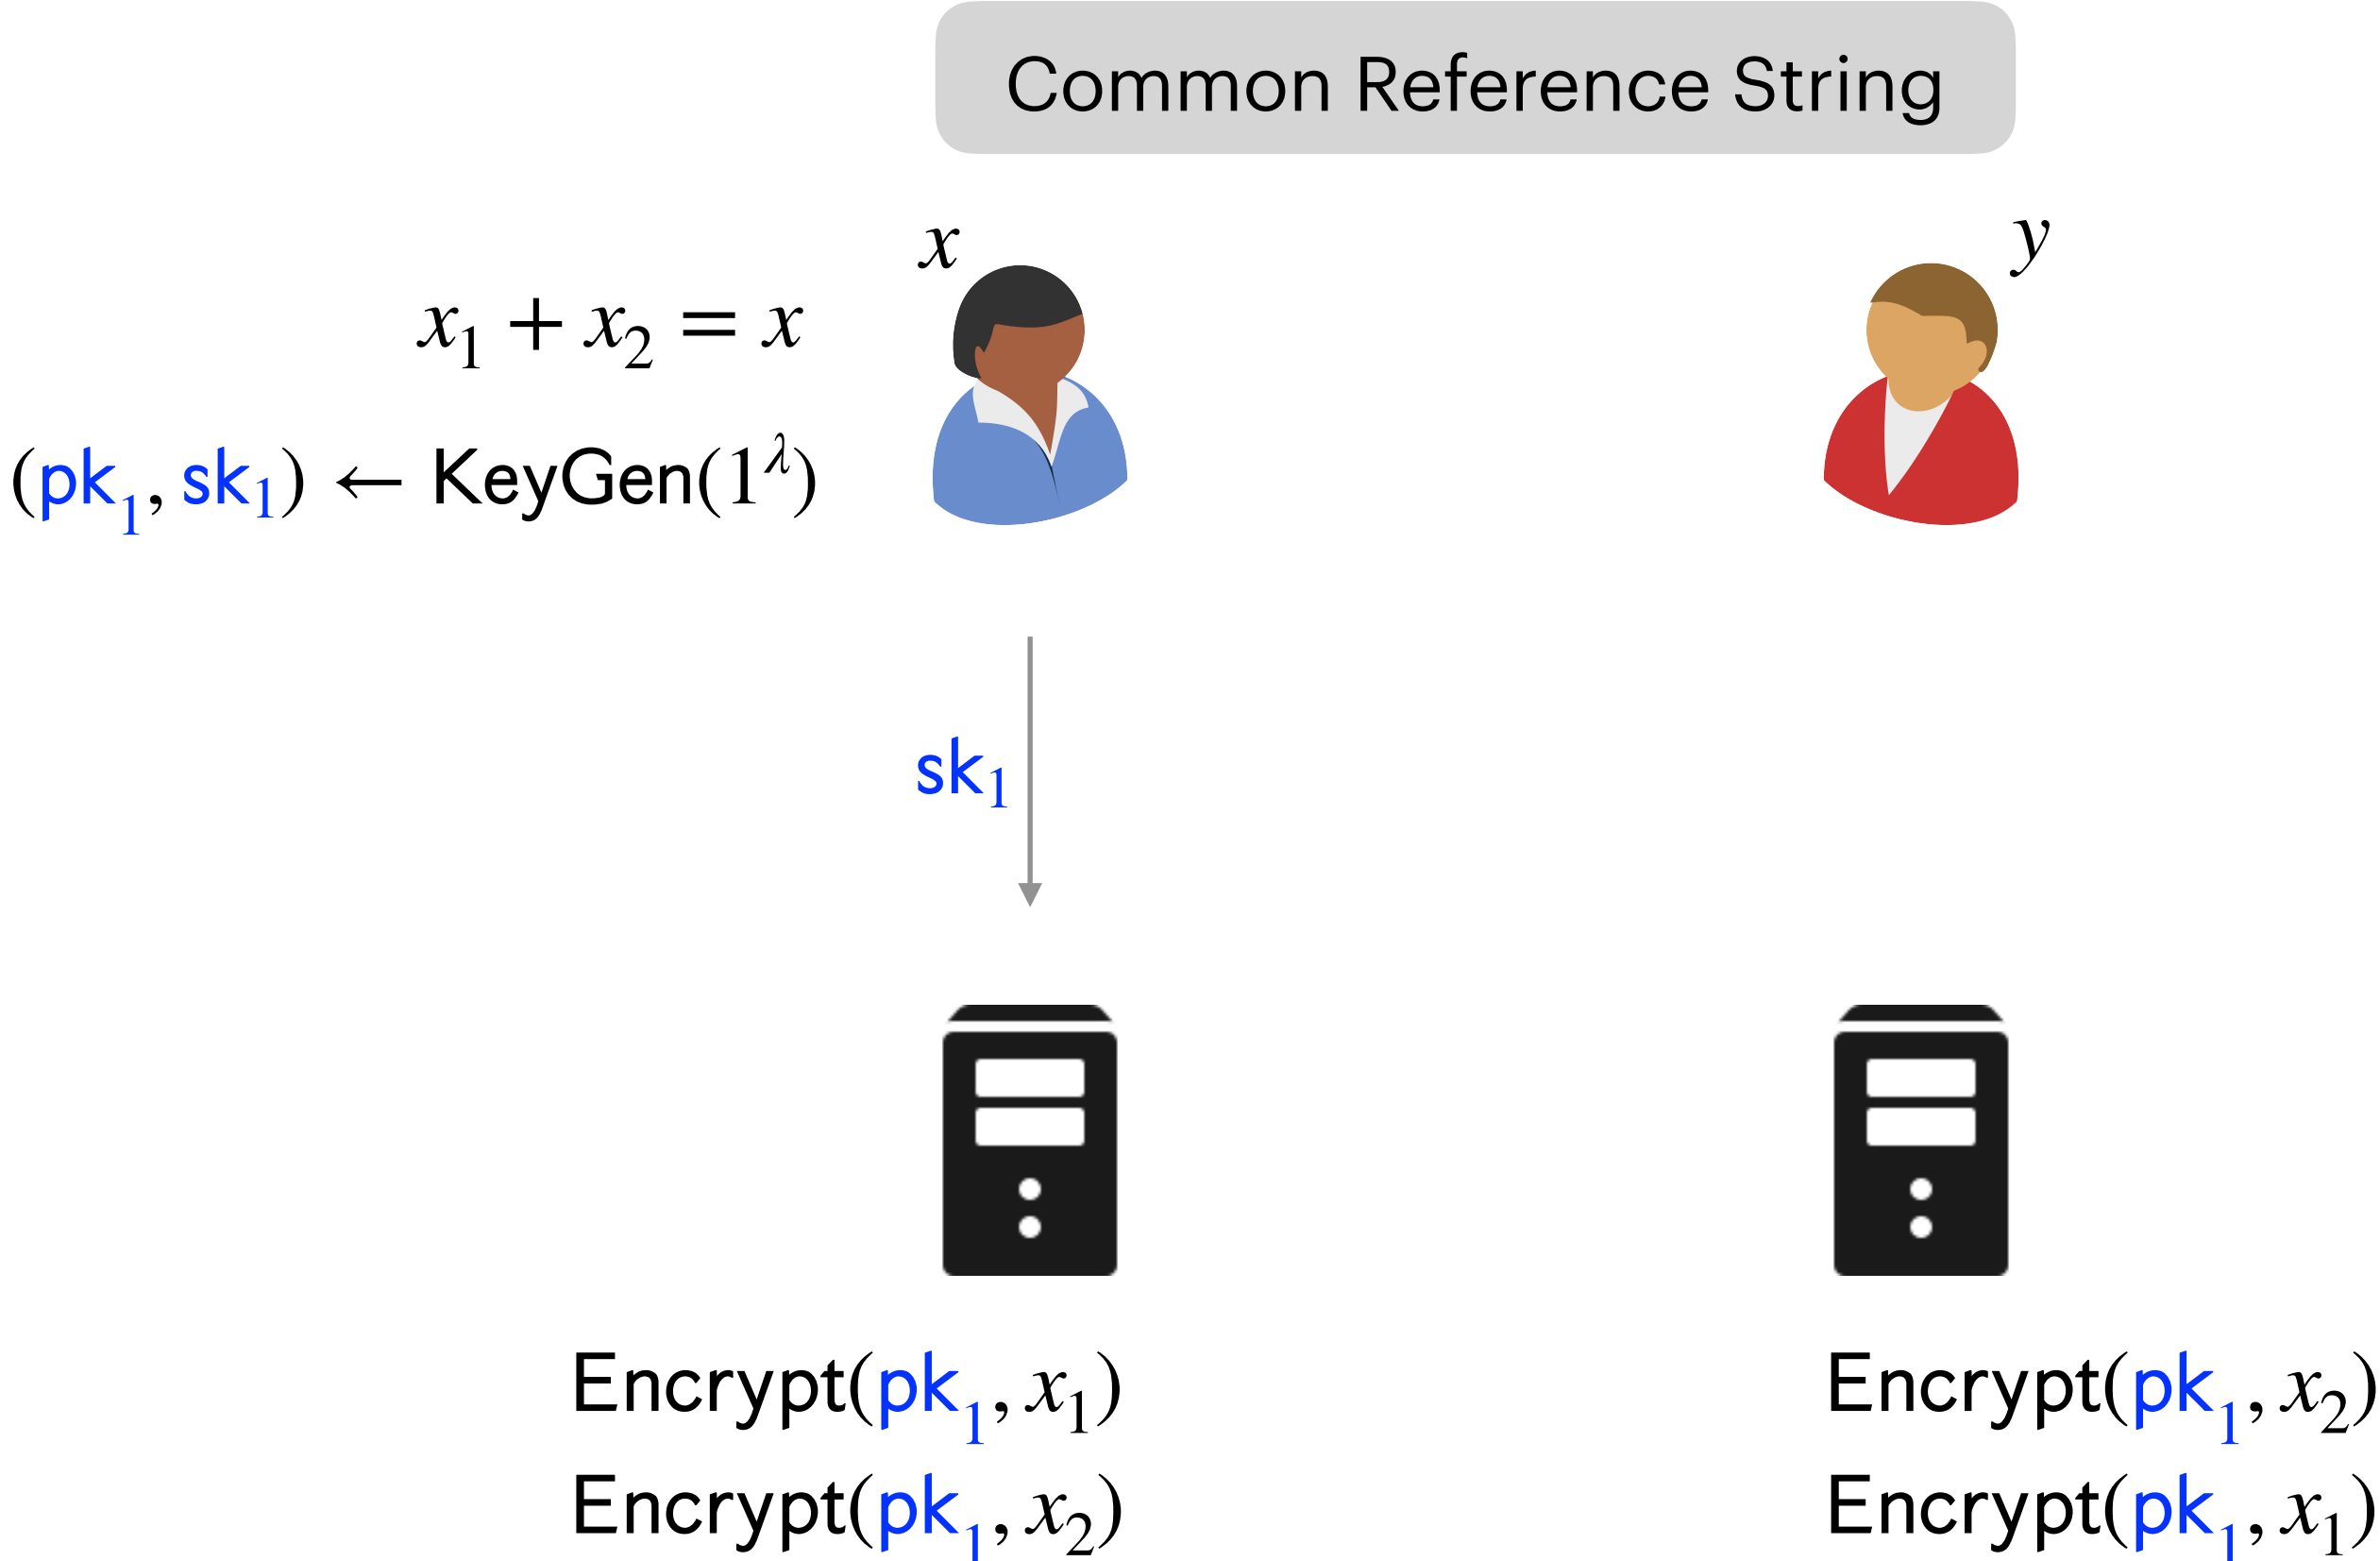 Common Reference String
x
y
x₁ + x₂ = x
(pk₁, sk₁) ← KeyGen(1^λ)
sk₁
Encrypt(pk₁, x₁)
Encrypt(pk₁, x₂)
Encrypt(pk₁, x₂)
Encrypt(pk₁, x₁)